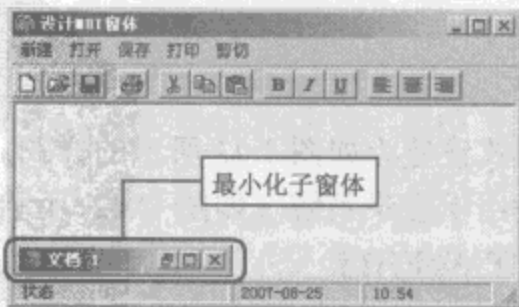 设计MDI窗体
新建 打开 保存 打印 剪切
B I U
最小化子窗体
文档 1
状态 2007-08-25 10:54